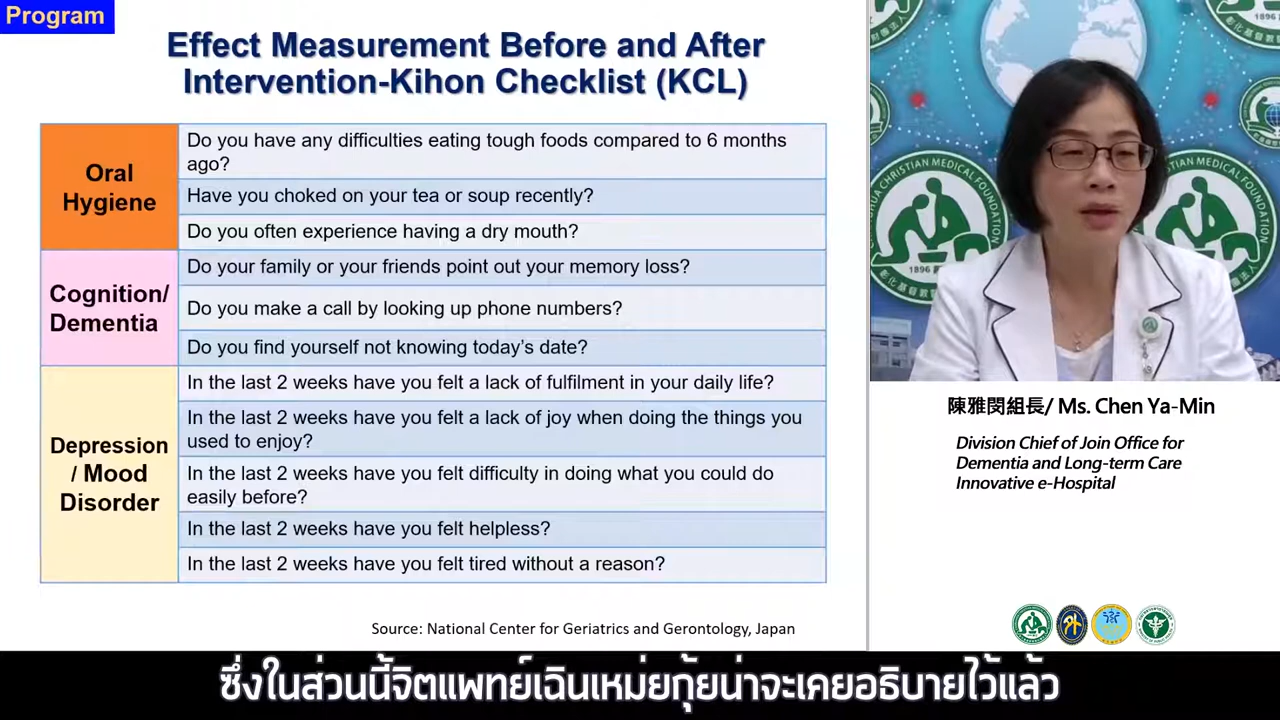 Program
Effect Measurement Before and After
Intervention-Kihon Checklist (KCL)
Oral
Hygiene
Do you have any difficulties eating tough foods compared to 6 months
ago?
Have you choked on your tea or soup recently?
Do you often experience having a dry mouth?
Cognition/
Dementia
Do your family or your friends point out your memory loss?
Do you make a call by looking up phone numbers?
Do you find yourself not knowing today's date?
Depression
/ Mood
Disorder
In the last 2 weeks have you felt a lack of fulfilment in your daily life?
In the last 2 weeks have you felt a lack of joy when doing the things you
used to enjoy?
In the last 2 weeks have you felt difficulty in doing what you could do
easily before?
In the last 2 weeks have you felt helpless?
In the last 2 weeks have you felt tired without a reason?
Source: National Center for Geriatrics and Gerontology, Japan
1896
CHRISTIAN MEDICAL FOUNDATION
1896
陳雅閔組長/ Ms. Chen Ya-Min
Division Chief of Join Office for
Dementia and Long-term Care
Innovative e-Hospital
ซึ่งในส่วนนี้จิตแพทย์เฉินเหม่ยกุ้ยน่าจะเคยอธิบายไว้แล้ว